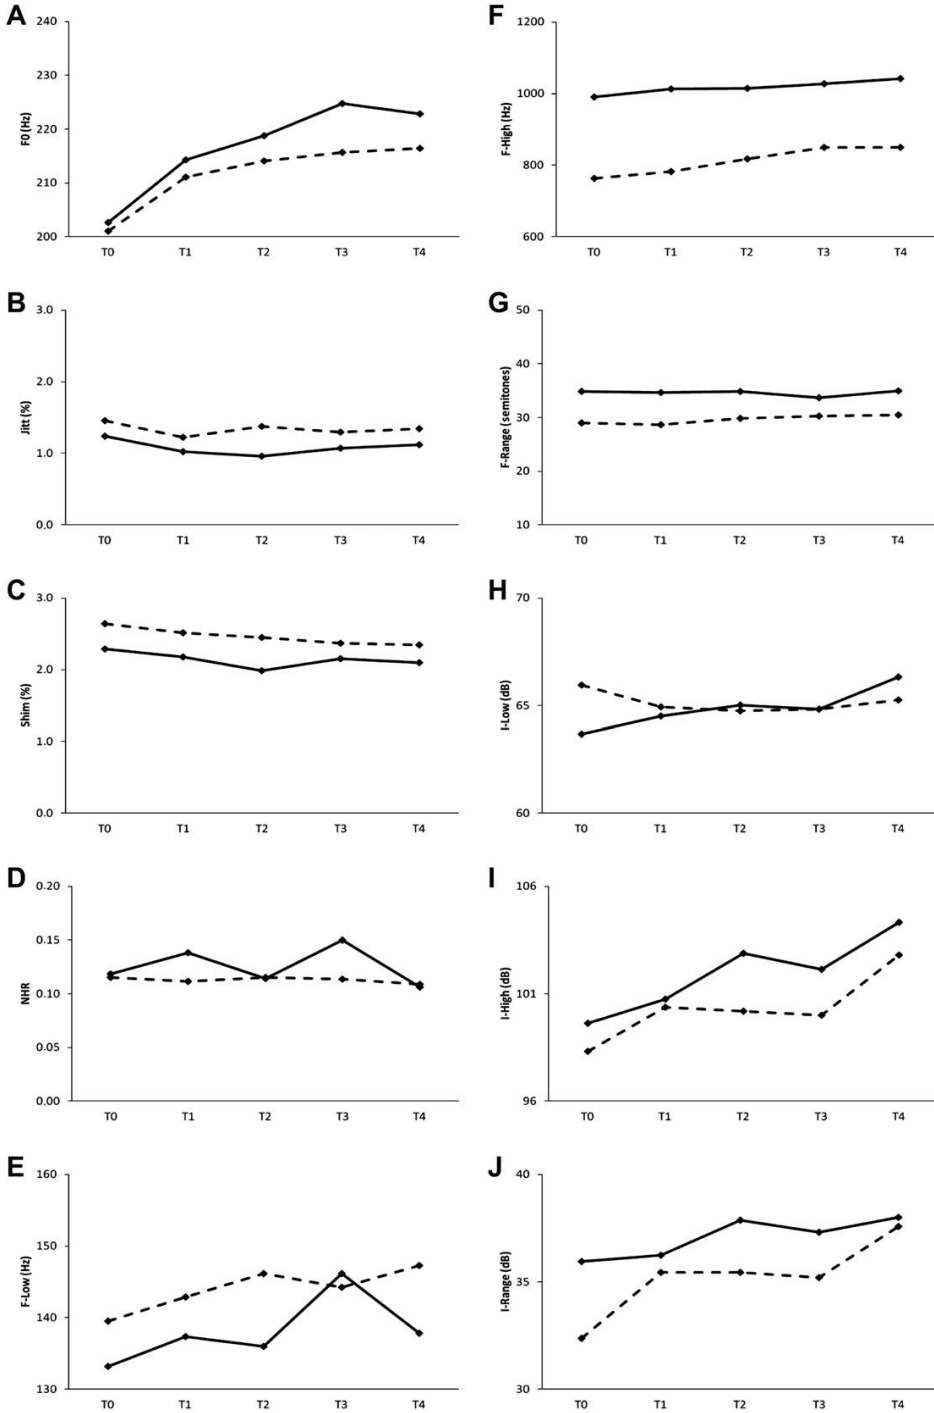 A
F0 (Hz)
240
230
220
210
200
T0 T1 T2 T3 T4
B
Jitt (%)
3.0
2.0
1.0
0.0
T0 T1 T2 T3 T4
C
Shim (%)
3.0
2.0
1.0
0.0
T0 T1 T2 T3 T4
D
NHR
0.20
0.15
0.10
0.05
0.00
T0 T1 T2 T3 T4
E
F-Low (Hz)
160
150
140
130
T0 T1 T2 T3 T4
F
F-High (Hz)
1200
1000
800
600
T0 T1 T2 T3 T4
G
F-Range (semitones)
50
40
30
20
10
T0 T1 T2 T3 T4
H
I-Low (dB)
70
65
60
T0 T1 T2 T3 T4
I
I-High (dB)
106
101
96
T0 T1 T2 T3 T4
J
I-Range (dB)
40
35
30
T0 T1 T2 T3 T4